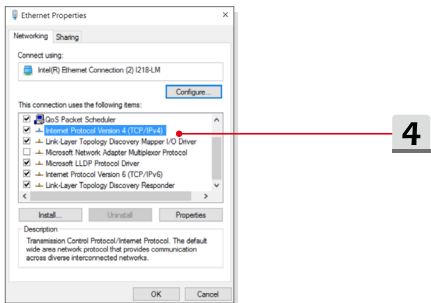 Ethernet Properties
Networking Sharing
Connect using:
Intel(R) Ethernet Connection (2) I218-LM
Configure...
This connection uses the following items:
QoS Packet Scheduler
Internet Protocol Version 4 (TCP/IPv4)
Link-Layer Topology Discovery Mapper I/O Driver
Microsoft Network Adapter Multiplexor Protocol
Microsoft LLDP Protocol Driver
Internet Protocol Version 6 (TCP/IPv6)
Link-Layer Topology Discovery Responder
Install... Uninstall Properties
Description
Transmission Control Protocol/Internet Protocol. The default
wide area network protocol that provides communication
across diverse interconnected networks.
OK Cancel
4